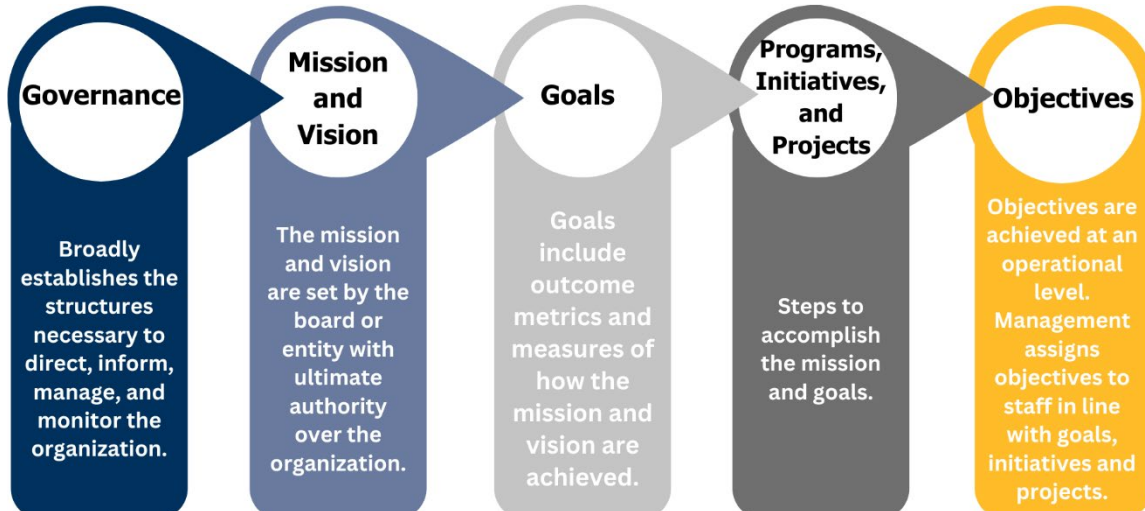 Governance
Broadly
establishes the
structures
necessary to
direct, inform,
manage, and
monitor the
organization.
Mission
and
Vision
The mission
and vision
are set by the
board or
entity with
ultimate
authority
over the
organization.
Goals
Goals
include
outcome
metrics and
measures of
how the
mission and
vision are
achieved.
Programs,
Initiatives,
and
Projects
Steps to
accomplish
the mission
and goals.
Objectives
Objectives are
achieved at an
operational
level.
Management
assigns
objectives to
staff in line
with goals,
initiatives and
projects.